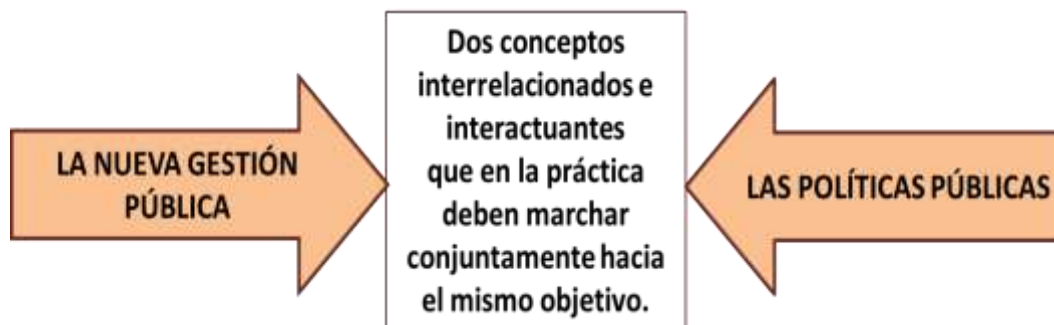 LA NUEVA GESTIÓN
PÚBLICA
Dos conceptos
interrelacionados e
interactuantes
que en la práctica
deben marchar
conjuntamente hacia
el mismo objetivo.
LAS POLÍTICAS PÚBLICAS